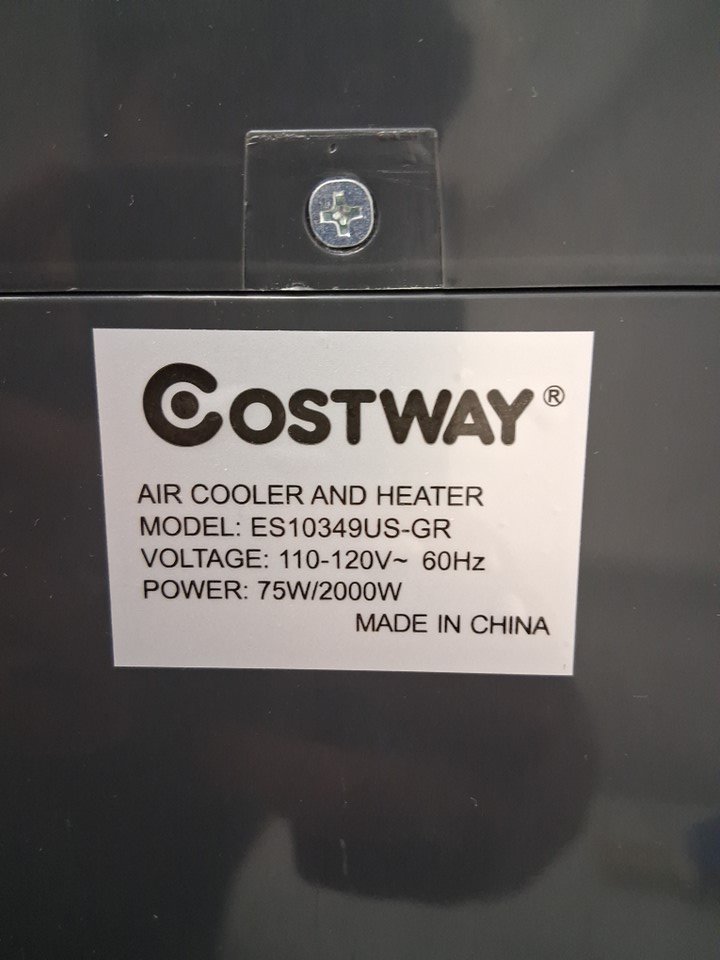 COSTWAY®
AIR COOLER AND HEATER
MODEL: ES10349US-GR
VOLTAGE: 110-120V~ 60Hz
POWER: 75W/2000W
MADE IN CHINA